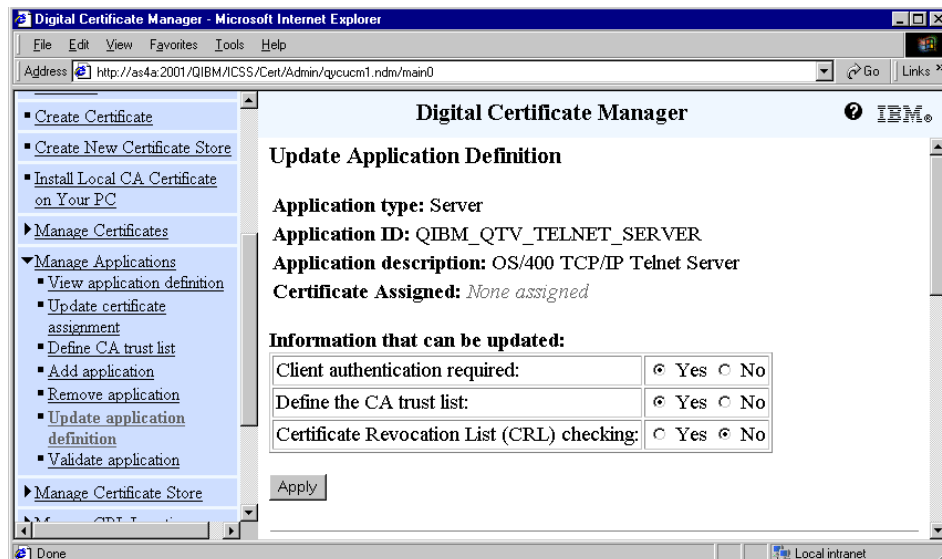 Digital Certificate Manager - Microsoft Internet Explorer
File Edit View Favorites Tools Help
Address http://as4a:2001/QIBM/ICSS/Cert/Admin/qycucm1.ndm/main0 Go Links »
Create Certificate
Create New Certificate Store
Install Local CA Certificate
on Your PC
Manage Certificates
Manage Applications
View application definition
Update certificate
assignment
Define CA trust list
Add application
Remove application
Update application
definition
Validate application
Manage Certificate Store
Digital Certificate Manager
IBM®
Update Application Definition
Application type: Server
Application ID: QIBM_QTV_TELNET_SERVER
Application description: OS/400 TCP/IP Telnet Server
Certificate Assigned: None assigned
Information that can be updated:
Client authentication required: Yes No
Define the CA trust list: Yes No
Certificate Revocation List (CRL) checking: Yes No
Apply
Done
Local intranet